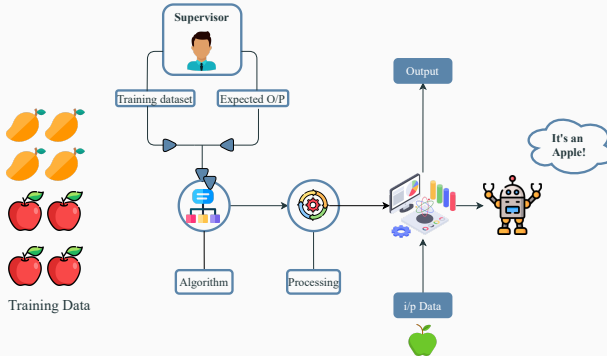 Supervisor
Training dataset
Expected O/P
Output
It's an
Apple!
Algorithm
Processing
Training Data
i/p Data